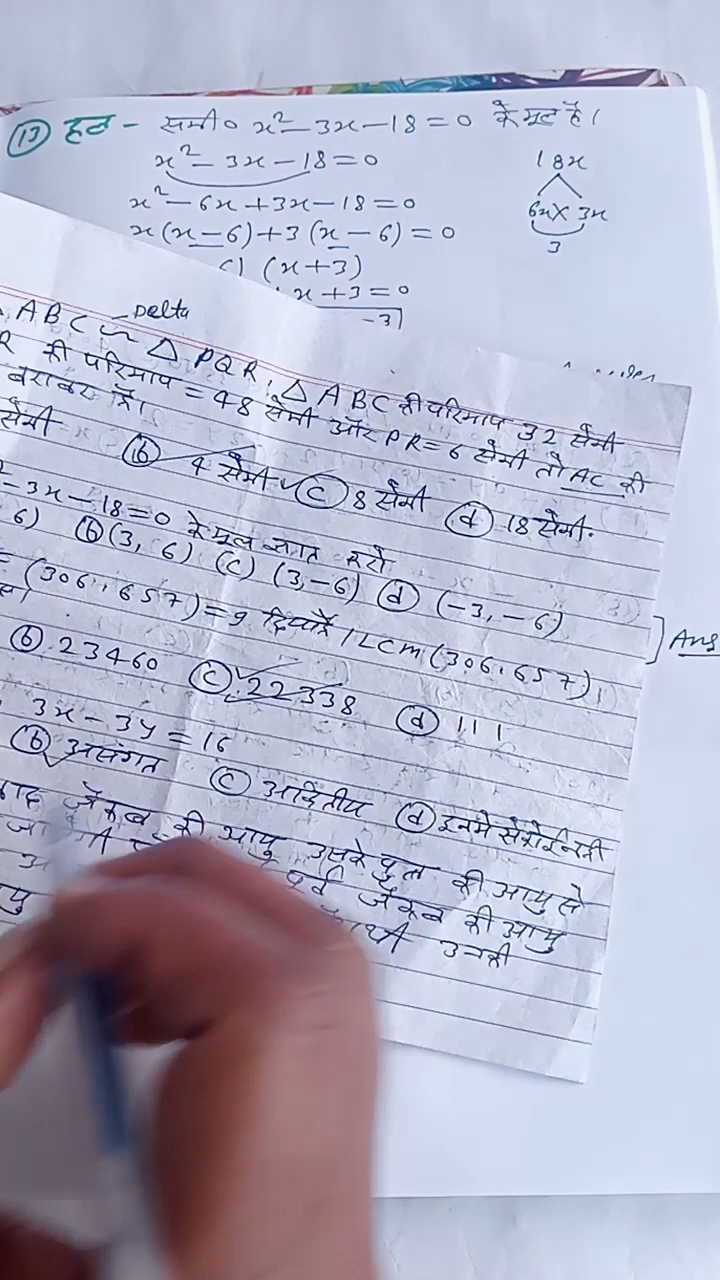 (13) हल - समी० x² - 3x - 18 = 0 के मूल है।
x² - 3x - 18 = 0
18x
x² - 6x + 3x - 18 = 0
6x X 3x
x(x - 6) + 3(x - 6) = 0
3
(x + 3)
x + 3 = 0
-3
Delta
ABC ~ △ PQR, △ ABC की परिमाप 32 सेमी
R की परिमाप = 48 सेमी और PR = 6 सेमी तो AC की
बराबर है।
सेमी (b) 4 सेमी (c) 8 सेमी (d) 18 सेमी.
- 3x - 18 = 0 के मूल ज्ञात करो
6) (b) (3, 6) (c) (3, -6) (d) (-3, -6)
= (306, 657) = 9 / LCM (306, 657)
(b) 23460 (c) 22338 (d) 111
Ans
3x - 3y = 16
(b) असंगत (c) अद्वितीय (d) इनमें से कोई नही
जैकब की आयु उसके पुत्र की आयु से
पूर्व जैकब की आयु
उनकी